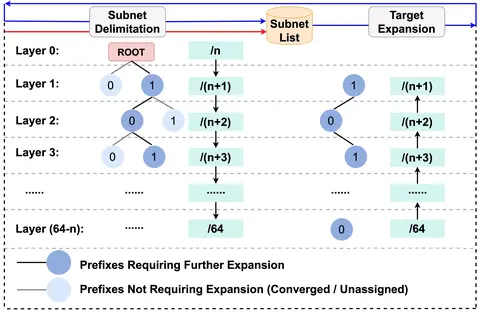 Subnet
Delimitation
Subnet
List
Target
Expansion
Layer 0:
ROOT
/n
Layer 1:
0
1
/(n+1)
1
/(n+1)
Layer 2:
0
1
/(n+2)
0
/(n+2)
Layer 3:
0
1
/(n+3)
1
/(n+3)
......
......
......
......
......
Layer (64-n):
......
/64
0
/64
Prefixes Requiring Further Expansion
Prefixes Not Requiring Expansion (Converged / Unassigned)